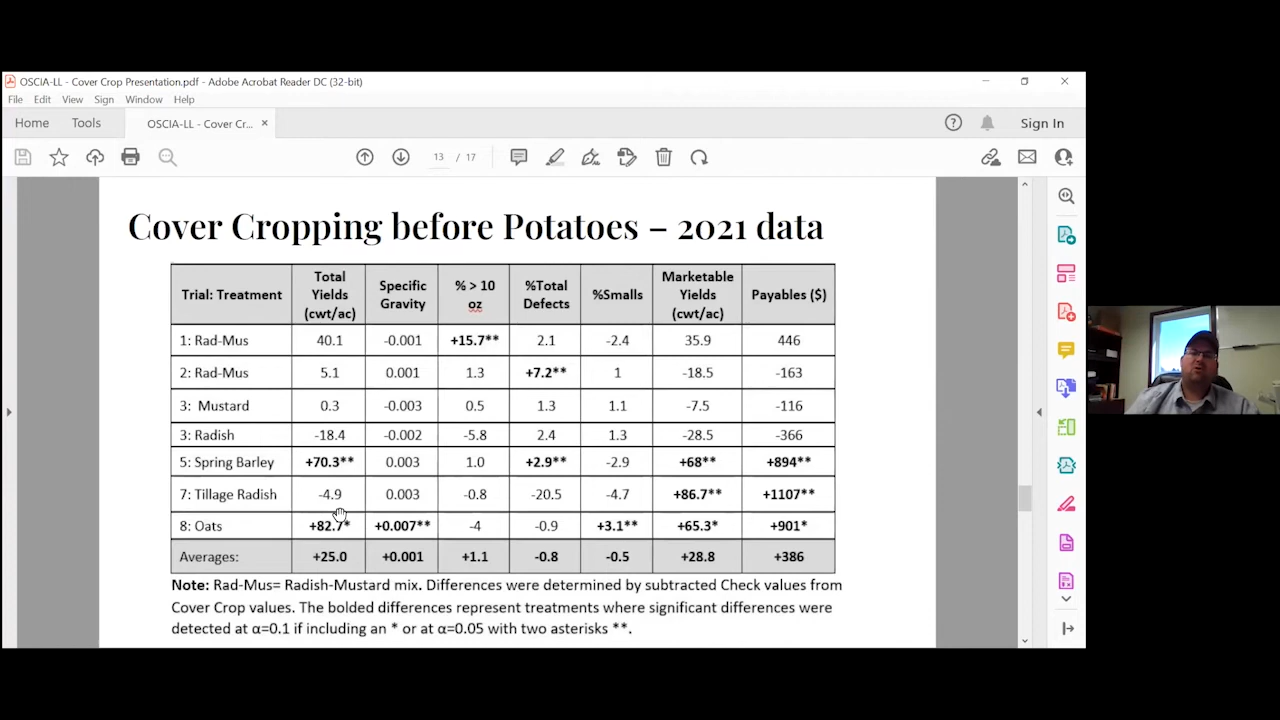 OSCIA-LL - Cover Crop Presentation.pdf - Adobe Acrobat Reader DC (32-bit)
File Edit View Sign Window Help
Home Tools OSCIA-LL - Cover Cr... ×
Sign In
13 / 17
Cover Cropping before Potatoes – 2021 data
Trial: Treatment Total Yields (cwt/ac) Specific Gravity % > 10 oz %Total Defects %Smalls Marketable Yields (cwt/ac) Payables ($)
1: Rad-Mus 40.1 -0.001 +15.7** 2.1 -2.4 35.9 446
2: Rad-Mus 5.1 0.001 1.3 +7.2** 1 -18.5 -163
3: Mustard 0.3 -0.003 0.5 1.3 1.1 -7.5 -116
3: Radish -18.4 -0.002 -5.8 2.4 1.3 -28.5 -366
5: Spring Barley +70.3** 0.003 1.0 +2.9** -2.9 +68** +894**
7: Tillage Radish -4.9 0.003 -0.8 -20.5 -4.7 +86.7** +1107**
8: Oats +82.7* +0.007** -4 -0.9 +3.1** +65.3* +901*
Averages: +25.0 +0.001 +1.1 -0.8 -0.5 +28.8 +386
Note: Rad-Mus= Radish-Mustard mix. Differences were determined by subtracted Check values from
Cover Crop values. The bolded differences represent treatments where significant differences were
detected at α=0.1 if including an * or at α=0.05 with two asterisks **.